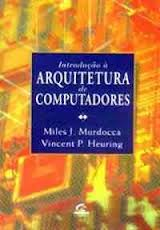 Introdução à
ARQUITETURA
de
COMPUTADORES
Miles J. Murdocca
Vincent P. Heuring